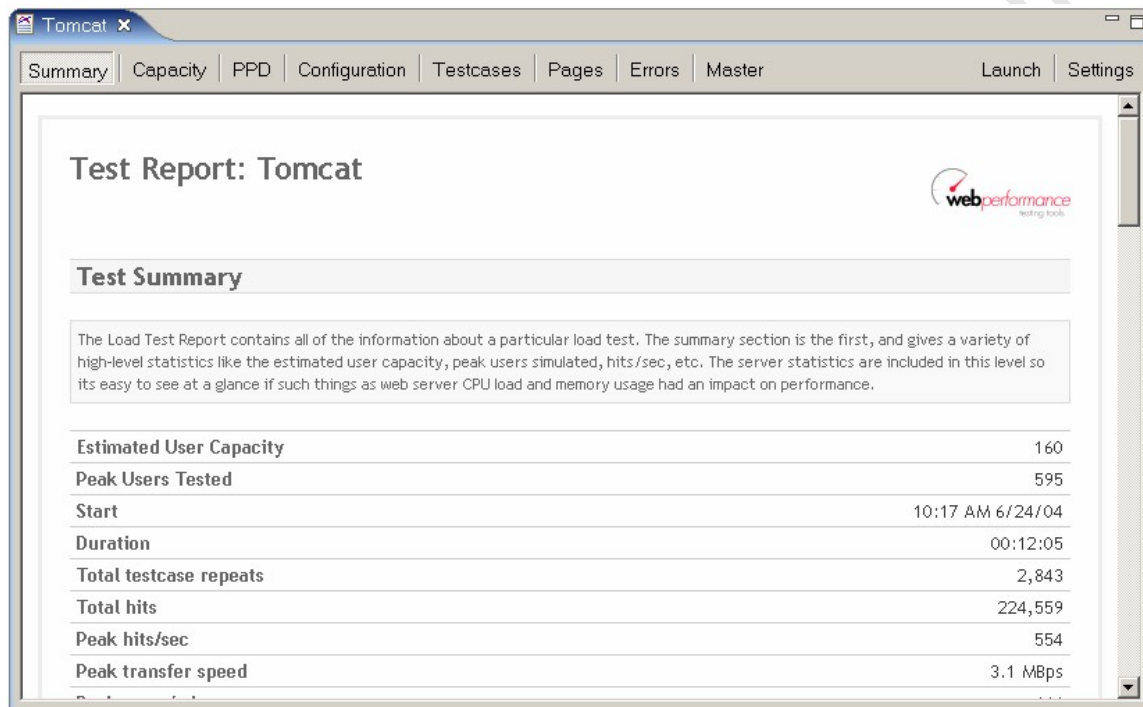 Tomcat
Summary Capacity PPD Configuration Testcases Pages Errors Master Launch Settings
Test Report: Tomcat
webperformance
testing tools
Test Summary
The Load Test Report contains all of the information about a particular load test. The summary section is the first, and gives a variety of
high-level statistics like the estimated user capacity, peak users simulated, hits/sec, etc. The server statistics are included in this level so
its easy to see at a glance if such things as web server CPU load and memory usage had an impact on performance.
Estimated User Capacity 160
Peak Users Tested 595
Start 10:17 AM 6/24/04
Duration 00:12:05
Total testcase repeats 2,843
Total hits 224,559
Peak hits/sec 554
Peak transfer speed 3.1 MBps